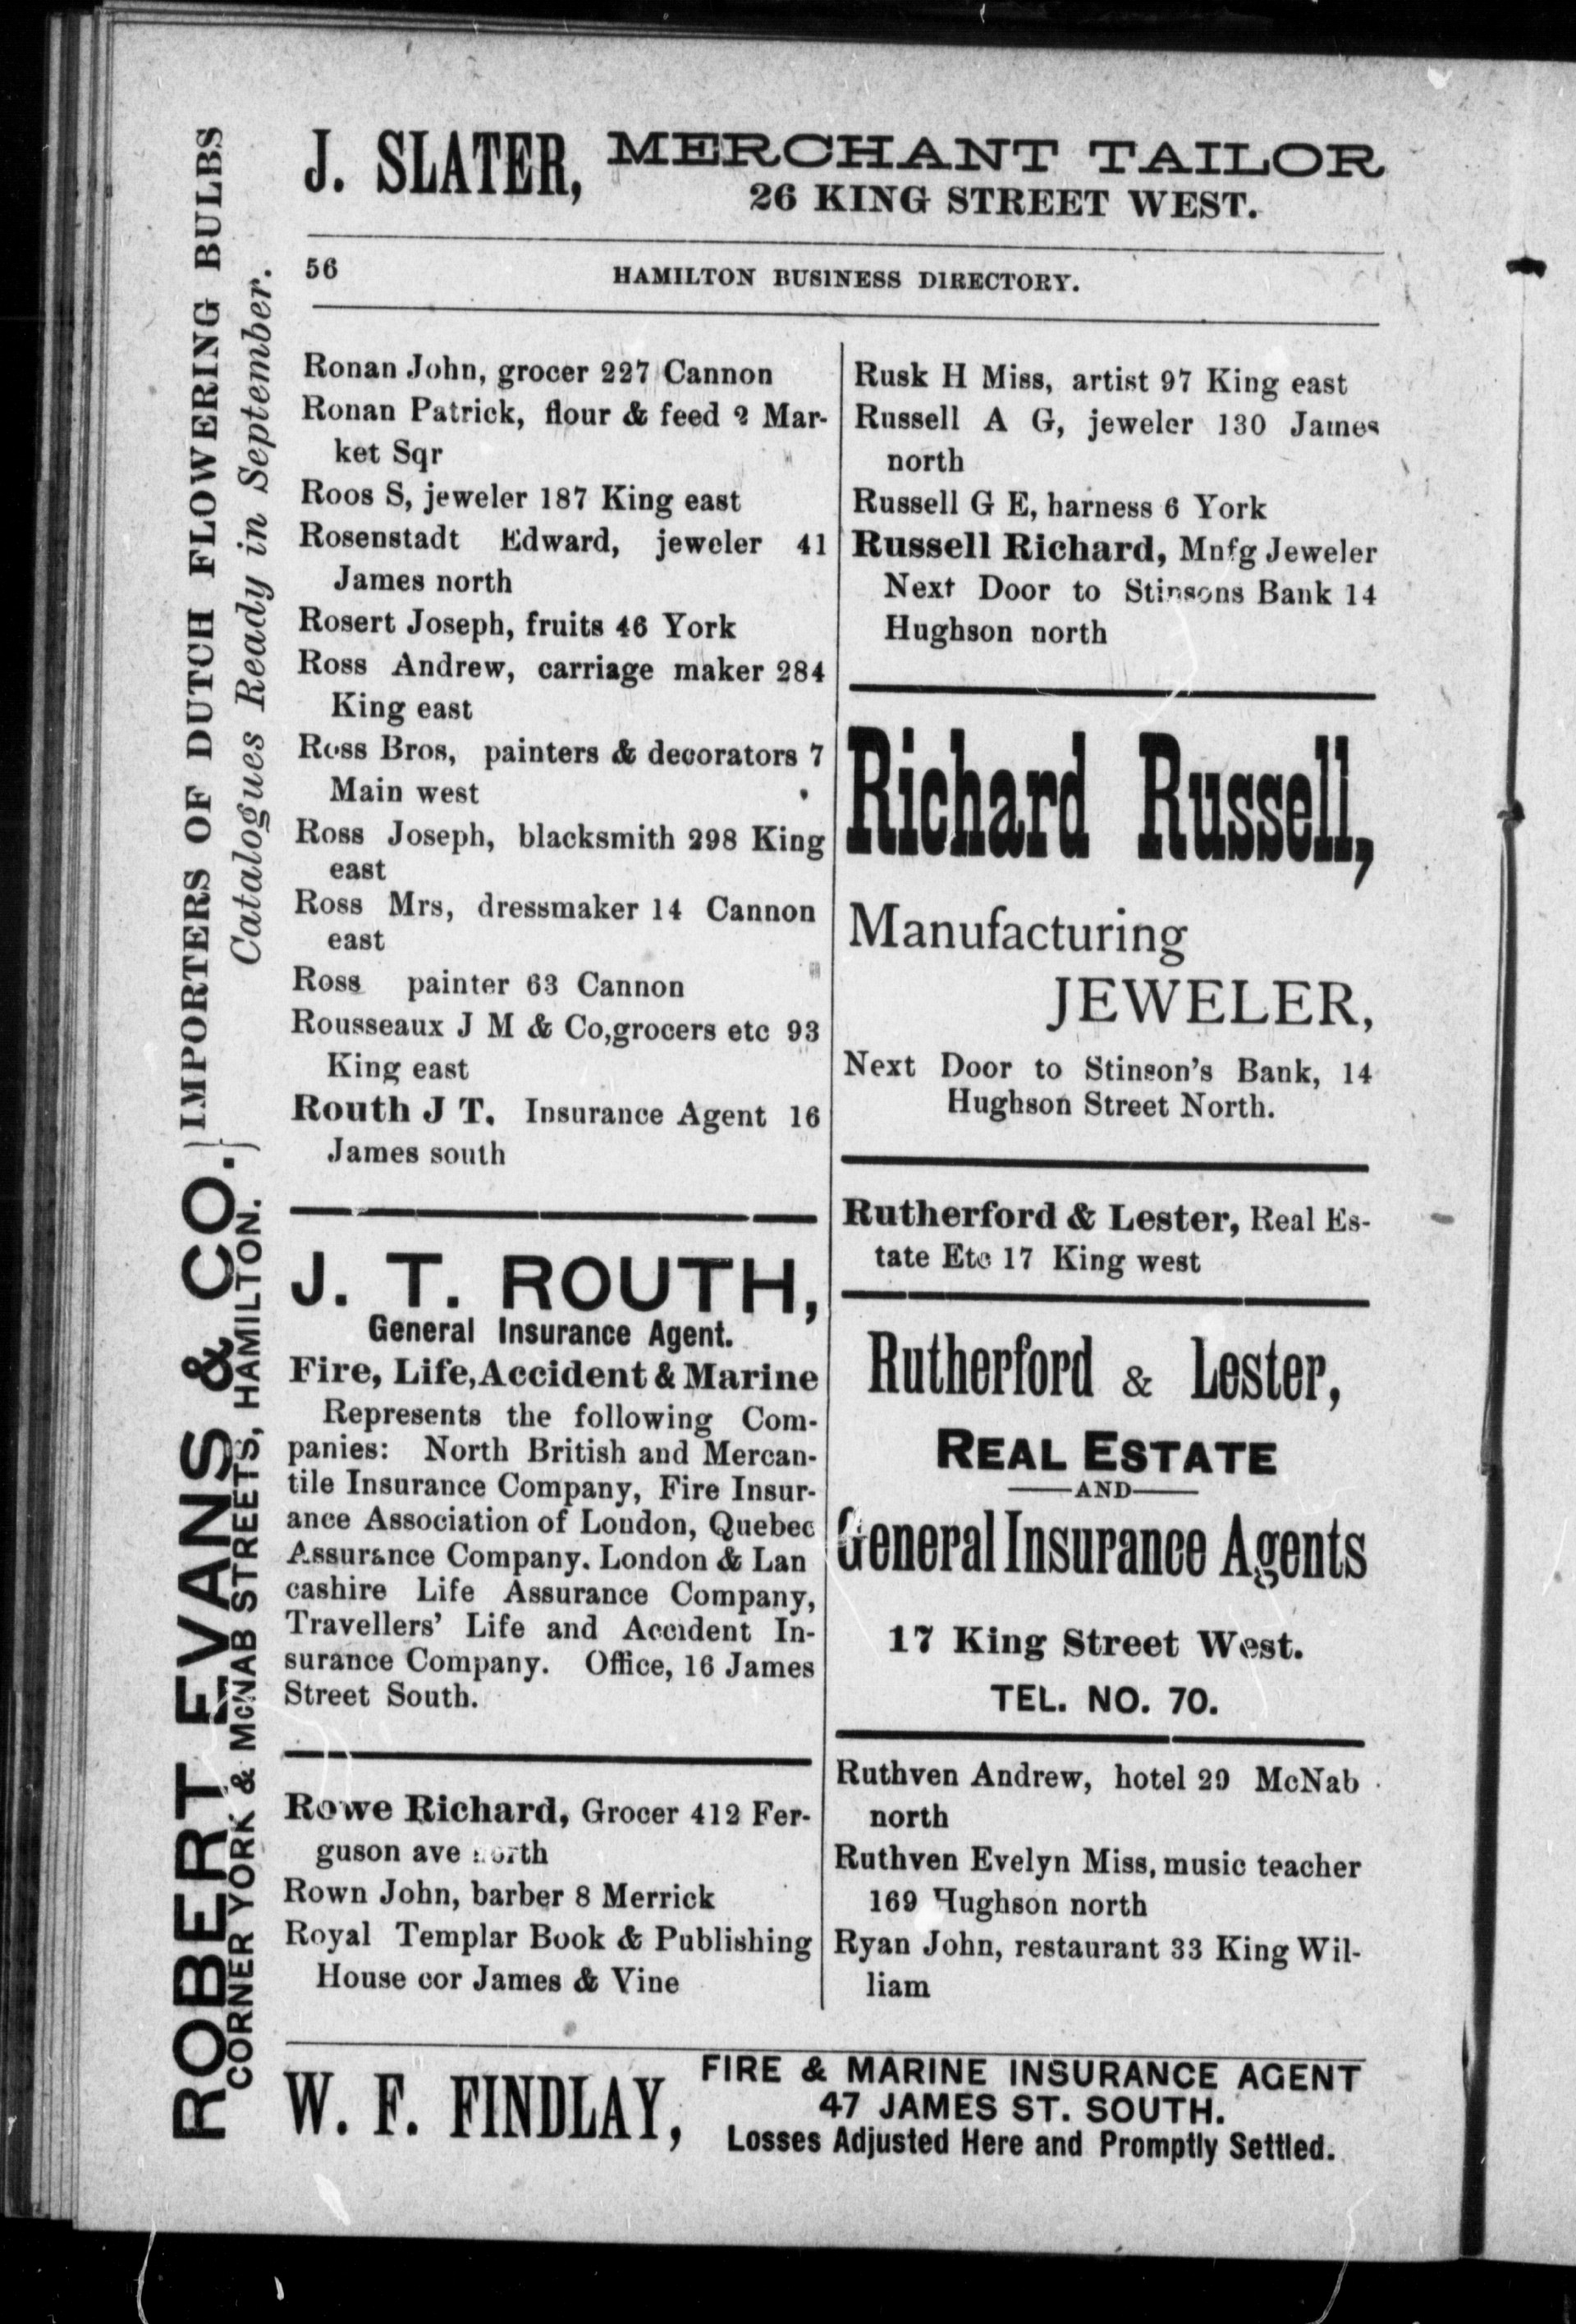 J. SLATER, MERCHANT TAILOR
26 KING STREET WEST.
56 HAMILTON BUSINESS DIRECTORY.
Ronan John, grocer 227 Cannon
Ronan Patrick, flour & feed 2 Mar-
ket Sqr
Roos S, jeweler 187 King east
Rosenstadt Edward, jeweler 41
James north
Rosert Joseph, fruits 46 York
Ross Andrew, carriage maker 284
King east
Ross Bros, painters & decorators 7
Main west
Ross Joseph, blacksmith 298 King
east
Ross Mrs, dressmaker 14 Cannon
east
Ross painter 63 Cannon
Rousseaux J M & Co,grocers etc 93
King east
Routh J T. Insurance Agent 16
James south
J. T. ROUTH,
General Insurance Agent.
Fire, Life, Accident & Marine
Represents the following Com-
panies: North British and Mercan-
tile Insurance Company, Fire Insur-
ance Association of London, Quebec
Assurance Company. London & Lan
cashire Life Assurance Company,
Travellers' Life and Accident In-
surance Company. Office, 16 James
Street South.
Rowe Richard, Grocer 412 Fer-
guson ave north
Rown John, barber 8 Merrick
Royal Templar Book & Publishing
House cor James & Vine
Rusk H Miss, artist 97 King east
Russell A G, jeweler 130 James
north
Russell G E, harness 6 York
Russell Richard, Mnfg Jeweler
Next Door to Stinsons Bank 14
Hughson north
Richard Russell,
Manufacturing
JEWELER,
Next Door to Stinson's Bank, 14
Hughson Street North.
Rutherford & Lester, Real Es-
tate Etc 17 King west
Rutherford & Lester,
REAL ESTATE
AND
General Insurance Agents
17 King Street West.
TEL. NO. 70.
Ruthven Andrew, hotel 29 McNab
north
Ruthven Evelyn Miss, music teacher
169 Hughson north
Ryan John, restaurant 33 King Wil-
liam
W. F. FINDLAY, FIRE & MARINE INSURANCE AGENT
47 JAMES ST. SOUTH.
Losses Adjusted Here and Promptly Settled.
ROBERT EVANS & CO. } IMPORTERS OF DUTCH FLOWERING BULBS
CORNER YORK & McNAB STREETS, HAMILTON. } Catalogues Ready in September.